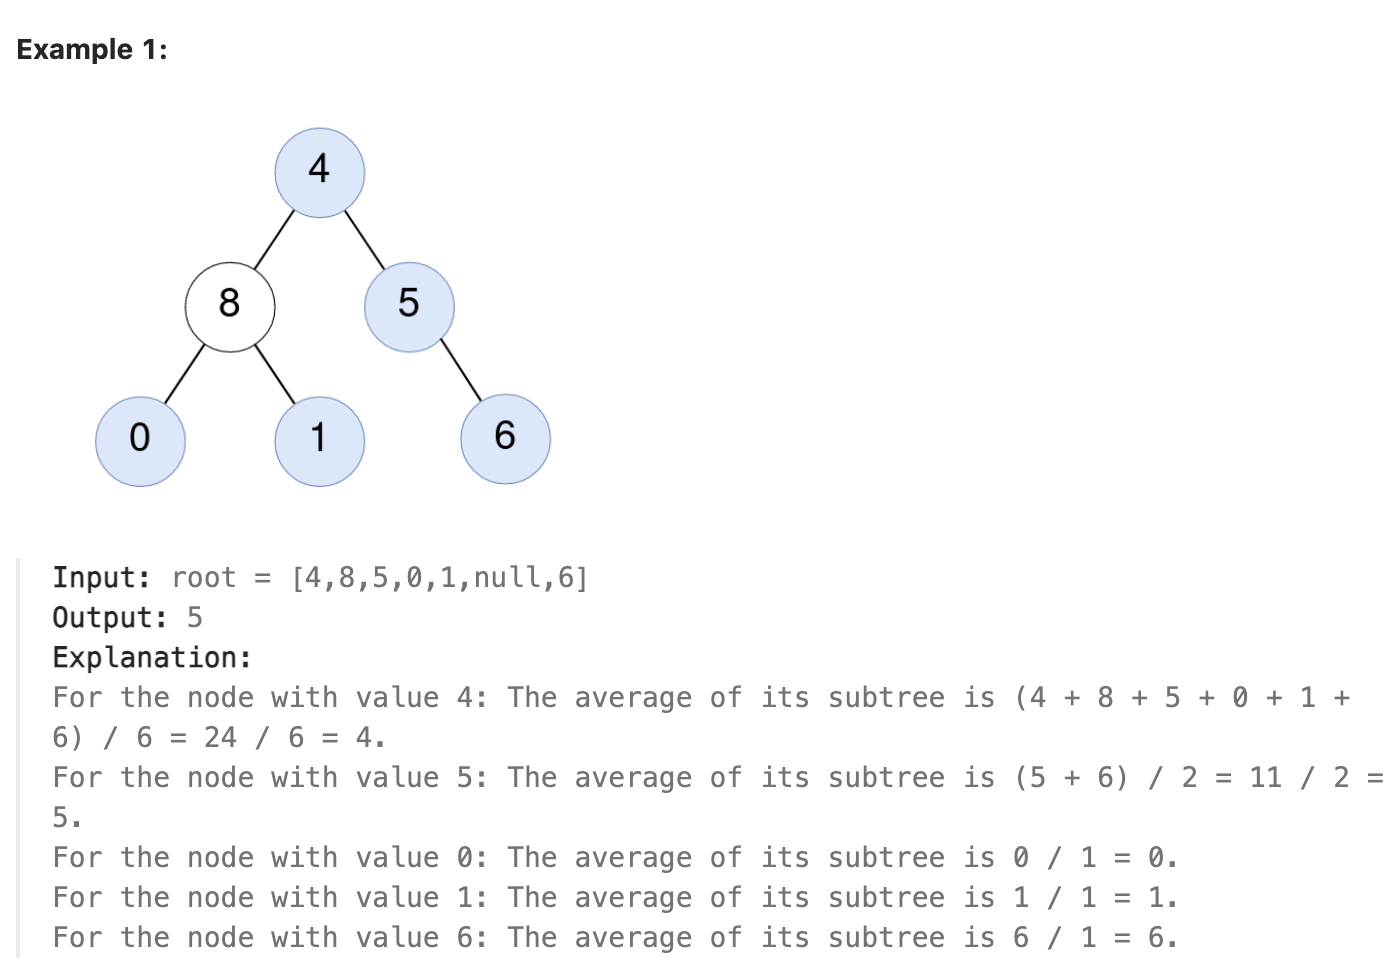 Example 1:
4
8
5
0
1
6
Input: root = [4,8,5,0,1,null,6]
Output: 5
Explanation:
For the node with value 4: The average of its subtree is (4 + 8 + 5 + 0 + 1 +
6) / 6 = 24 / 6 = 4.
For the node with value 5: The average of its subtree is (5 + 6) / 2 = 11 / 2 =
5.
For the node with value 0: The average of its subtree is 0 / 1 = 0.
For the node with value 1: The average of its subtree is 1 / 1 = 1.
For the node with value 6: The average of its subtree is 6 / 1 = 6.